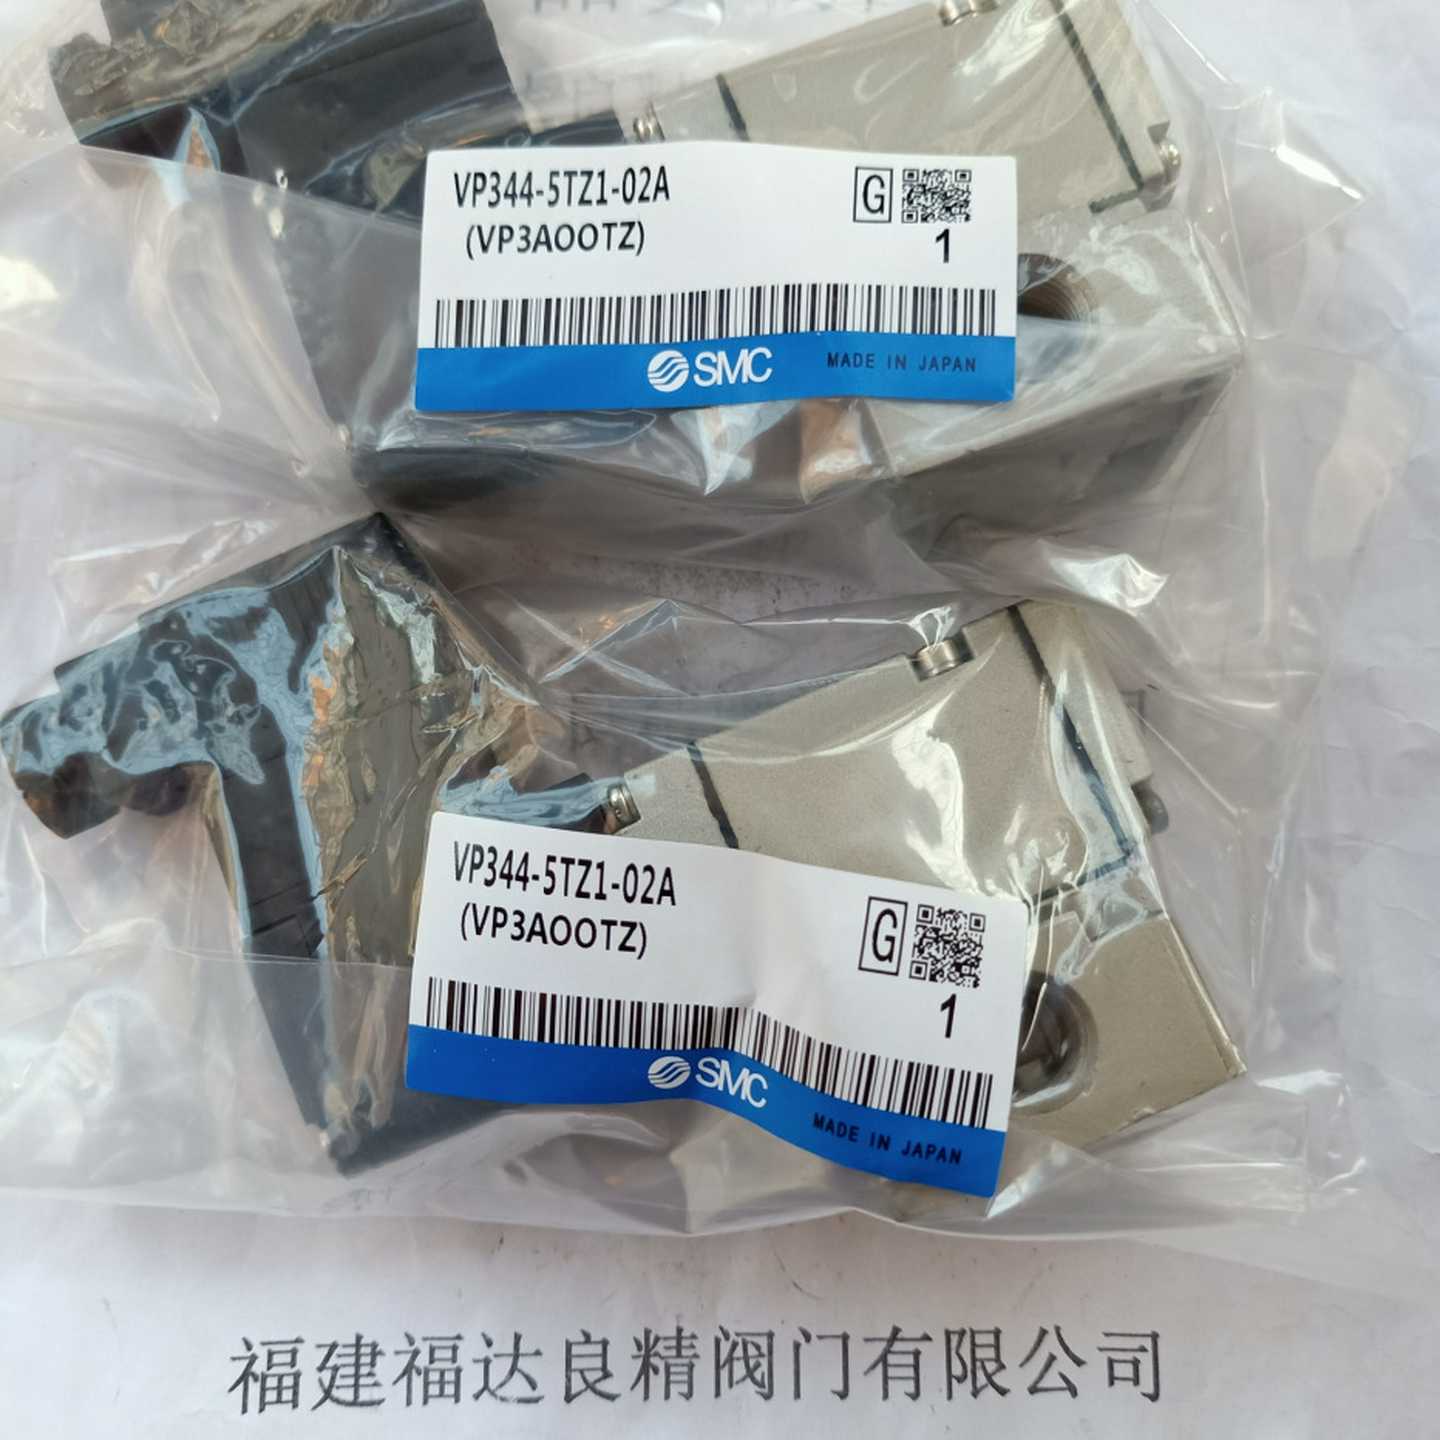 VP344-5TZ1-02A
(VP3AOOTZ)
G
1
SMC MADE IN JAPAN
VP344-5TZ1-02A
(VP3AOOTZ)
G
1
SMC MADE IN JAPAN
福建福达良精阀门有限公司